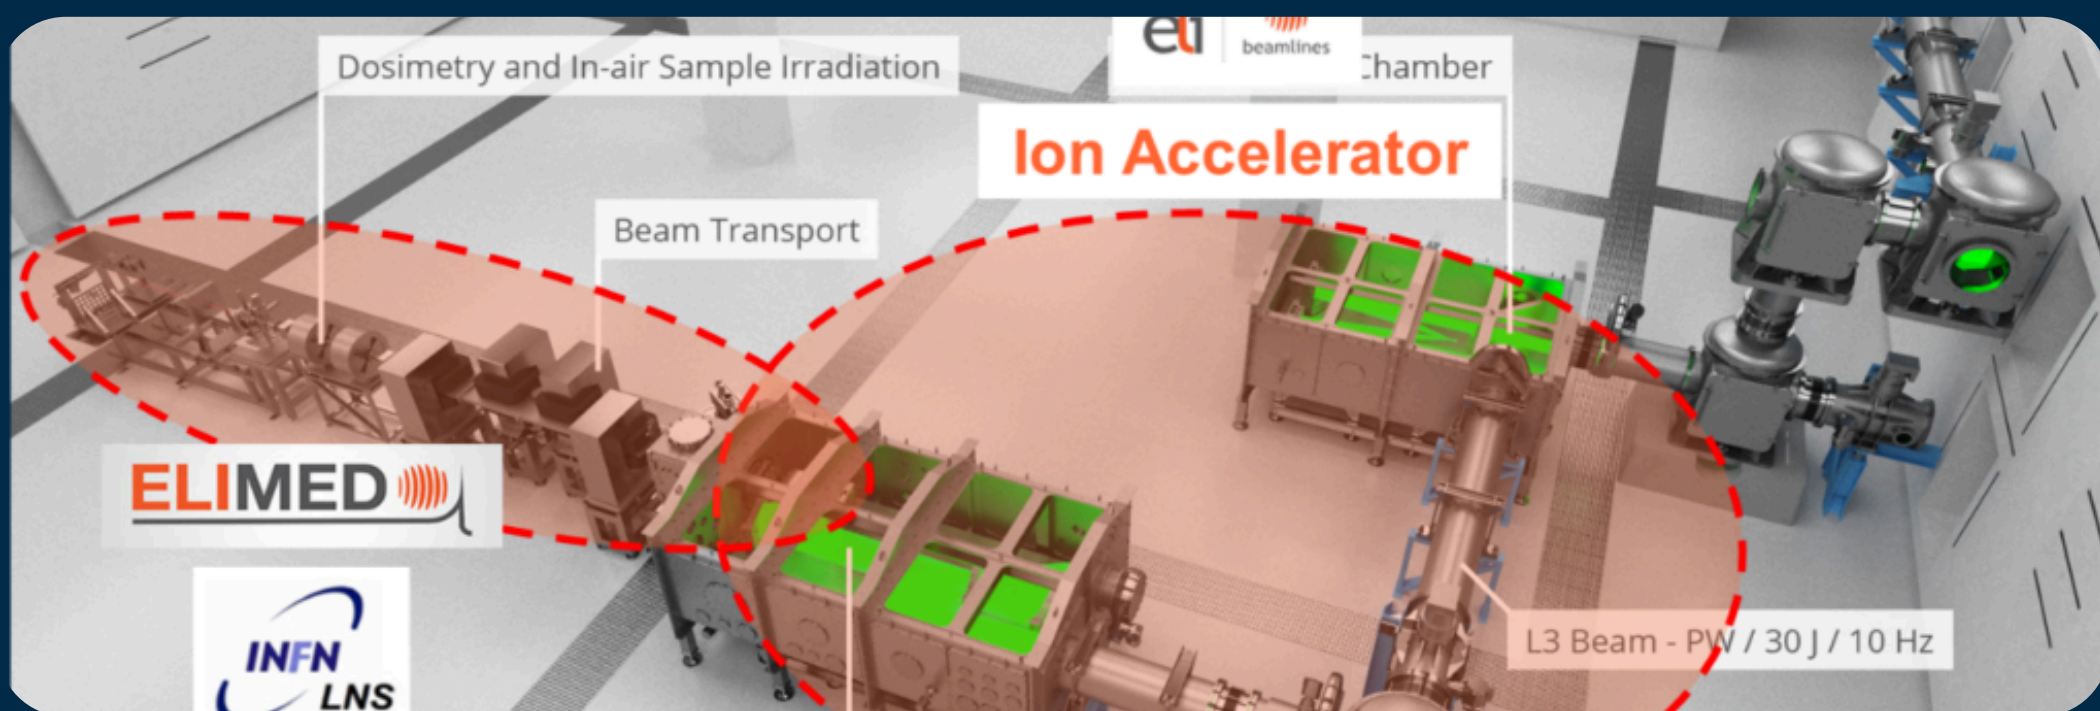 Dosimetry and In-air Sample Irradiation
eli
beamlines
Chamber
Ion Accelerator
Beam Transport
ELIMED
INFN
LNS
L3 Beam - PW / 30 J / 10 Hz